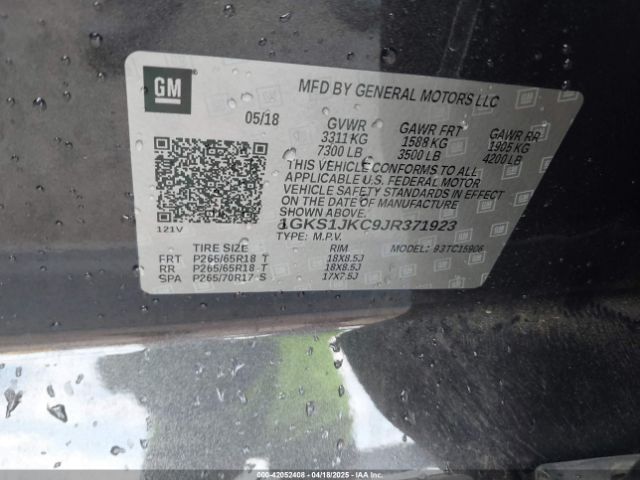 GM
MFD BY GENERAL MOTORS LLC
05/18
GVWR GAWR FRT GAWR RR
3311 KG 1588 KG 1905 KG
7300 LB 3500 LB 4200 LB
THIS VEHICLE CONFORMS TO ALL
APPLICABLE U.S. FEDERAL MOTOR
VEHICLE SAFETY STANDARDS IN EFFECT
ON THE DATE OF MANUFACTURE
SHOWN ABOVE.
1GKS1JKC9JR371923
TYPE: M.P.V. MODEL: 93TC15906
121V
TIRE SIZE RIM
FRT P265/65R18 T 18X8.5J
RR P265/65R18 T 18X8.5J
SPA P265/70R17 S 17X7.5J
000-42052408 - 04/18/2025 - IAAI.COM